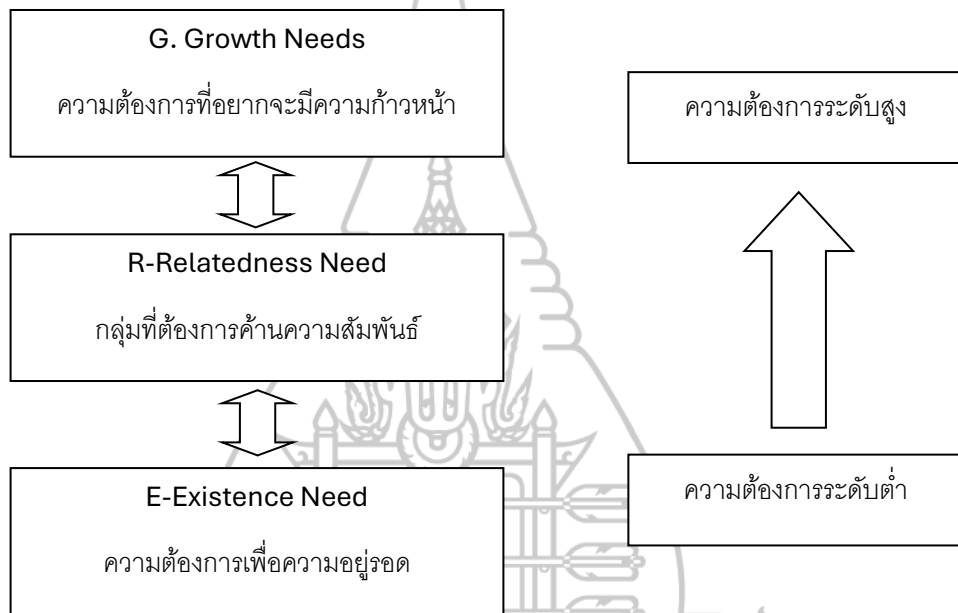 G. Growth Needs
ความต้องการที่อยากจะมีความก้าวหน้า
ความต้องการระดับสูง
R-Relatedness Need
กลุ่มที่ต้องการค้านความสัมพันธ์
E-Existence Need
ความต้องการเพื่อความอยู่รอด
ความต้องการระดับต่ำ